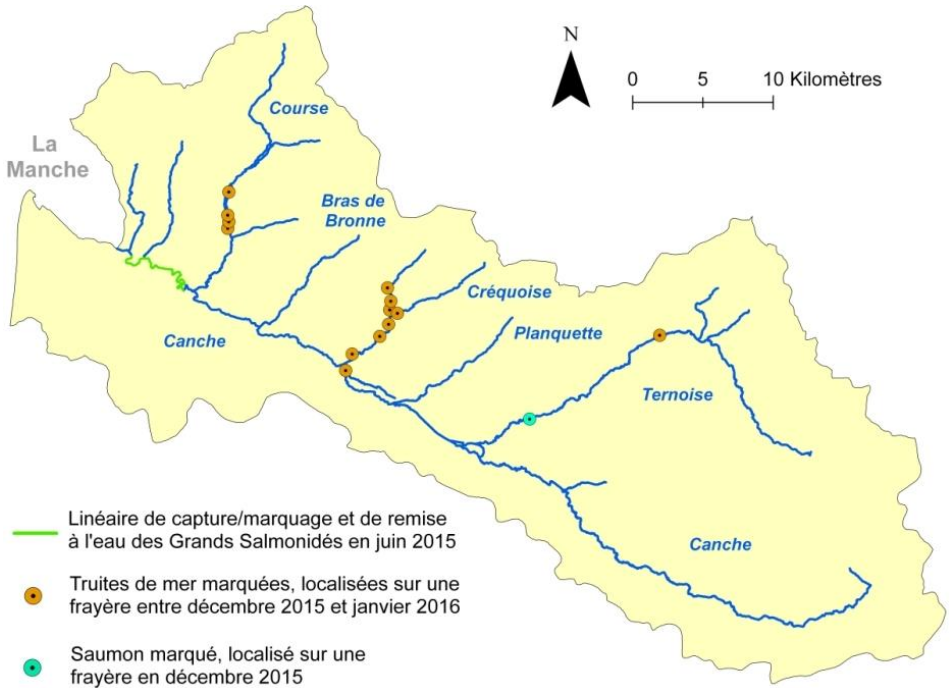 N
0 5 10 Kilomètres
Course
La
Manche
Bras de
Bronne
Créquoise
Planquette
Canche
Ternoise
Canche
Linéaire de capture/marquage et de remise
à l'eau des Grands Salmonidés en juin 2015
Truites de mer marquées, localisées sur une
frayère entre décembre 2015 et janvier 2016
Saumon marqué, localisé sur une
frayère en décembre 2015